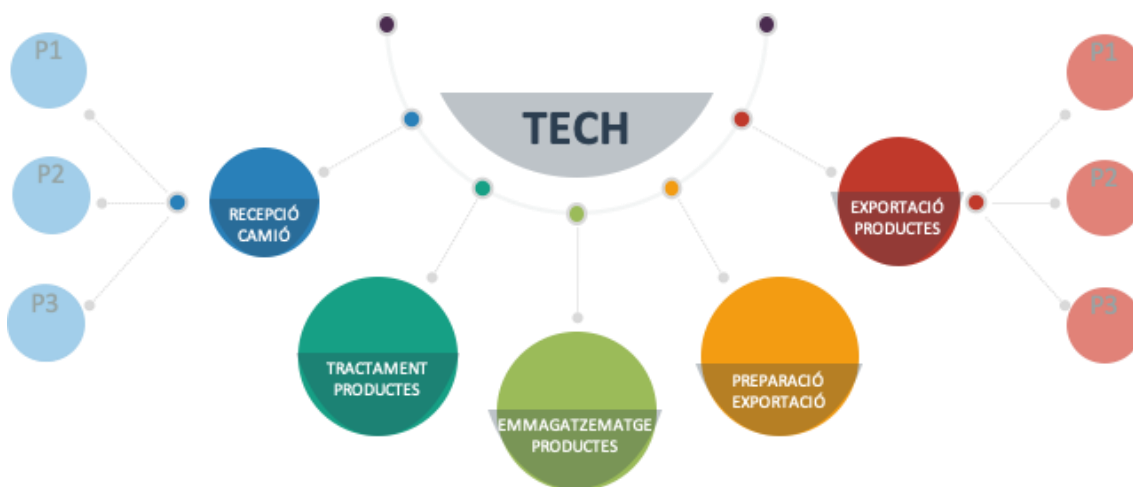 TECH
P1
P2
P3
RECEPCIÓ
CAMIÓ
TRACTAMENT
PRODUCTES
EMMAGATZEMATGE
PRODUCTES
PREPARACIÓ
EXPORTACIÓ
EXPORTACIÓ
PRODUCTES
P1
P2
P3